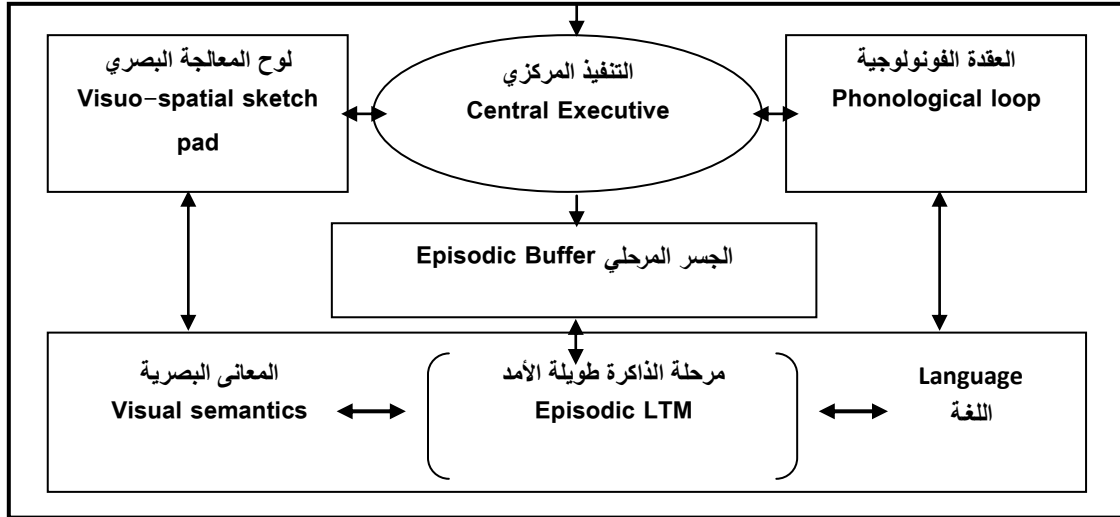 لوح المعالجة البصري
Visuo-spatial sketch
pad
التنفيذ المركزي
Central Executive
العقدة الفونولوجية
Phonological loop
الجسر المرحلي Episodic Buffer
المعانى البصرية
Visual semantics
مرحلة الذاكرة طويلة الأمد
Episodic LTM
Language
اللغة